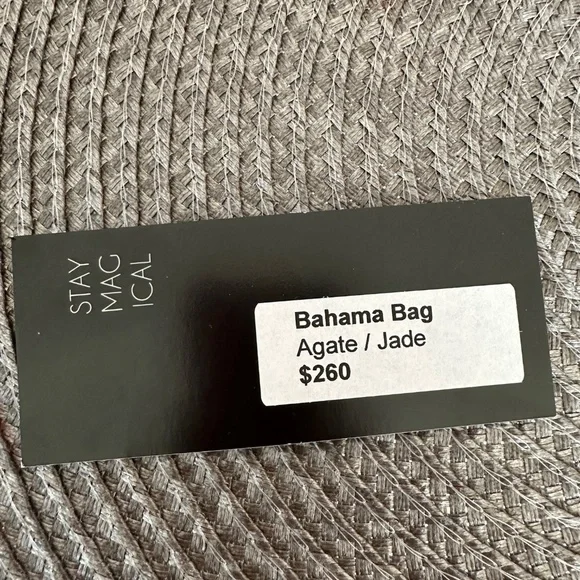 STAY
MAG
ICAL
Bahama Bag
Agate / Jade
$260